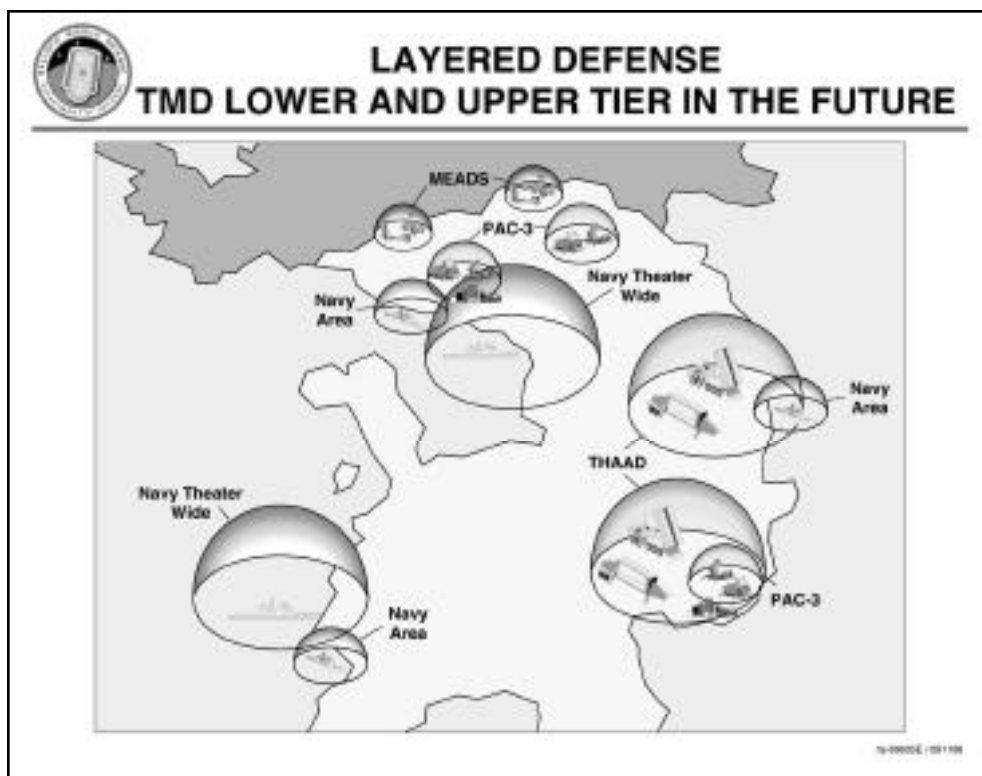 LAYERED DEFENSE
TMD LOWER AND UPPER TIER IN THE FUTURE
MEADS
PAC-3
Navy Theater
Wide
Navy
Area
Navy
Area
THAAD
Navy Theater
Wide
PAC-3
Navy
Area